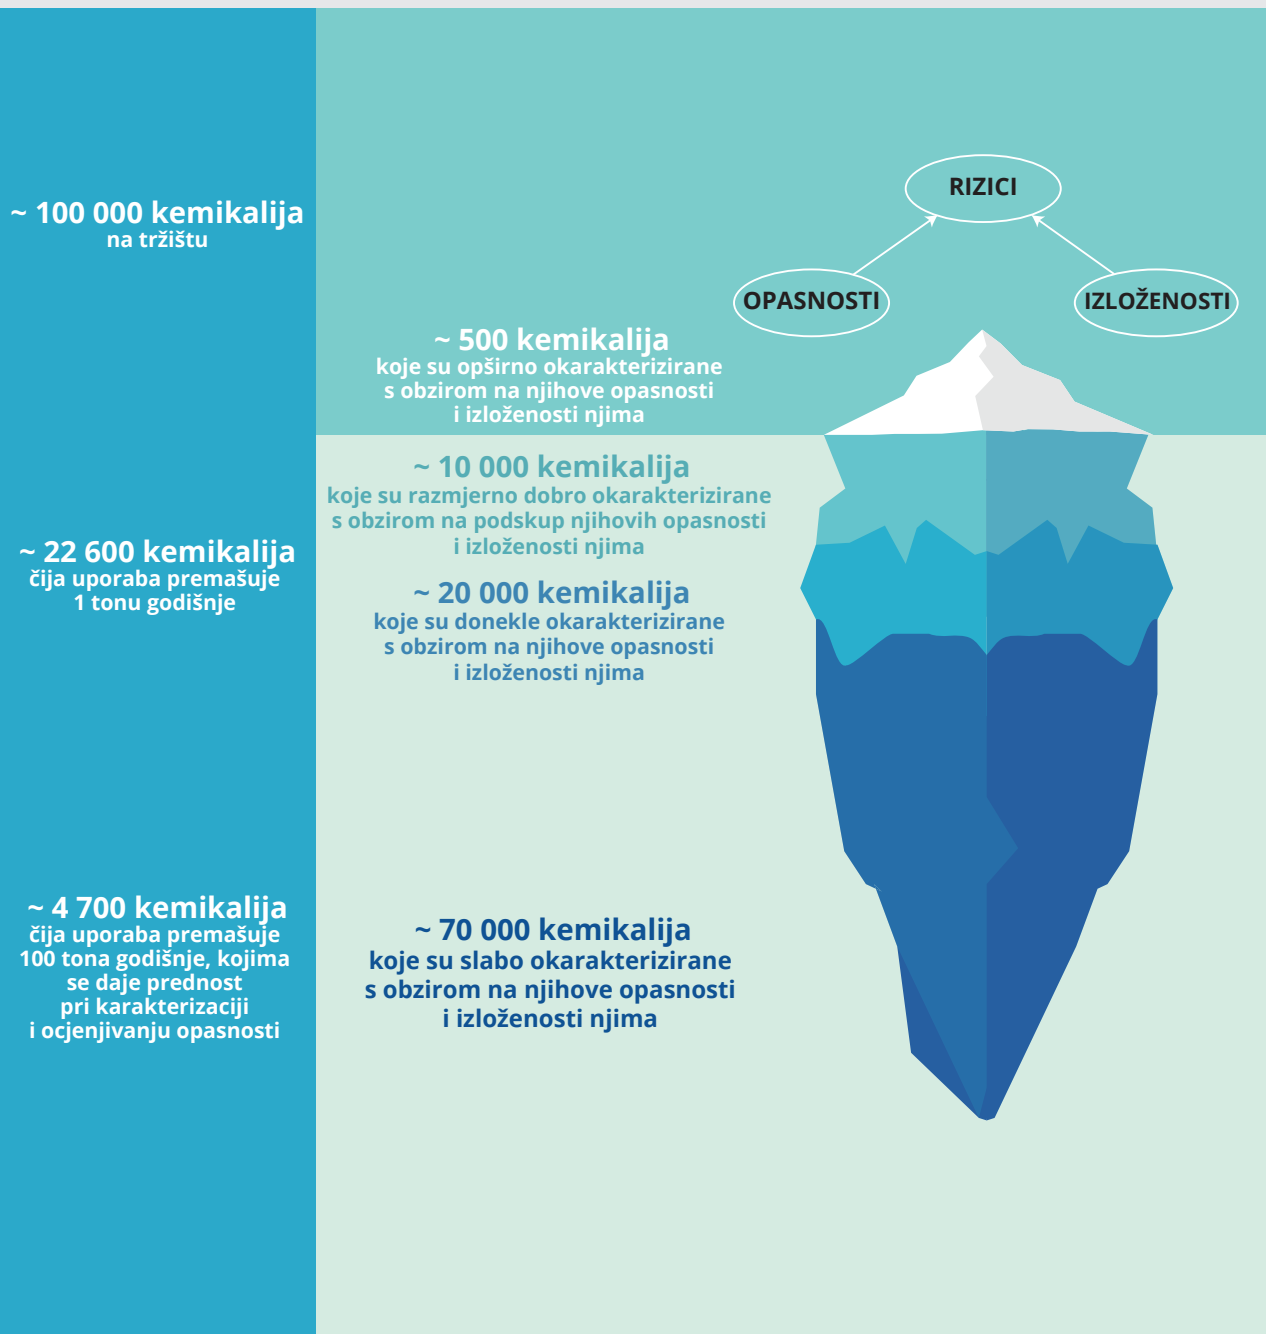 ~ 100 000 kemikalija
na tržištu
~ 22 600 kemikalija
čija uporaba premašuje
1 tonu godišnje
~ 4 700 kemikalija
čija uporaba premašuje
100 tona godišnje, kojima
se daje prednost
pri karakterizaciji
i ocjenjivanju opasnosti
RIZICI
OPASNOSTI
IZLOŽENOSTI
~ 500 kemikalija
koje su opširno okarakterizirane
s obzirom na njihove opasnosti
i izloženosti njima
~ 10 000 kemikalija
koje su razmjerno dobro okarakterizirane
s obzirom na podskup njihovih opasnosti
i izloženosti njima
~ 20 000 kemikalija
koje su donekle okarakterizirane
s obzirom na njihove opasnosti
i izloženosti njima
~ 70 000 kemikalija
koje su slabo okarakterizirane
s obzirom na njihove opasnosti
i izloženosti njima